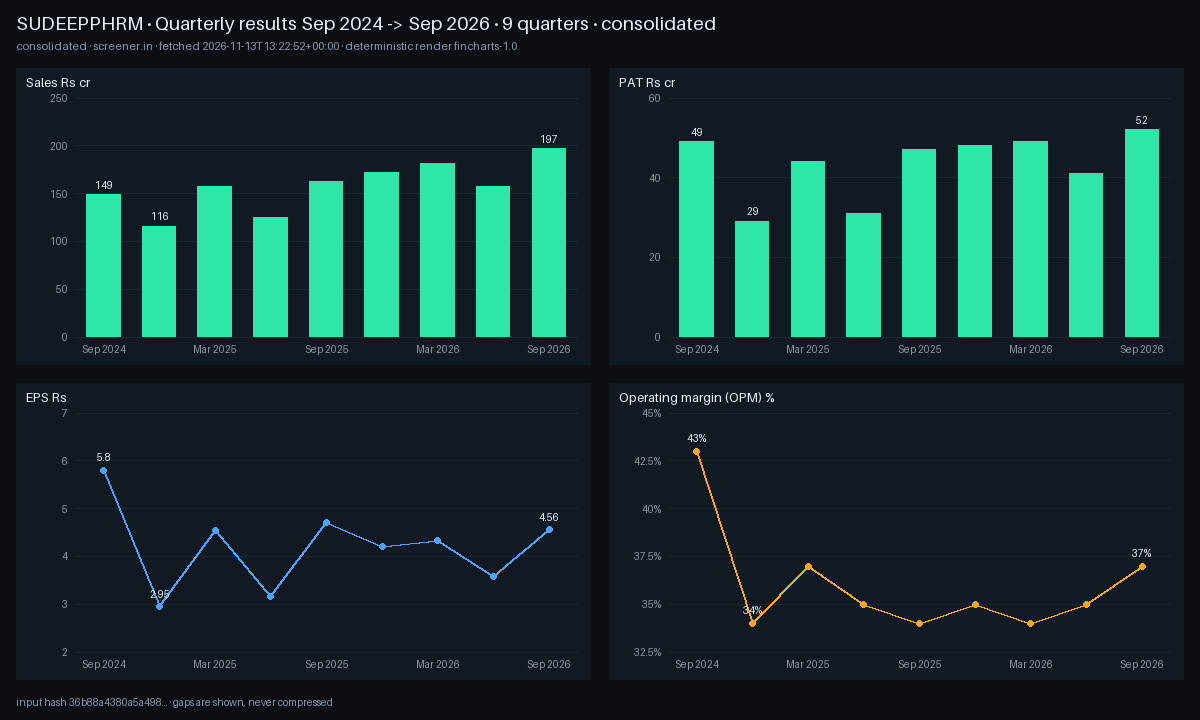 SUDEEPPHRM · Quarterly results Sep 2024 -> Sep 2026 · 9 quarters · consolidated
consolidated · screener.in · fetched 2026-11-13T13:22:52+00:00 · deterministic render fincharts-1.0
Sales Rs cr
250
200
150
100
50
0
149
116
197
Sep 2024
Mar 2025
Sep 2025
Mar 2026
Sep 2026
PAT Rs cr
60
40
20
0
49
29
52
Sep 2024
Mar 2025
Sep 2025
Mar 2026
Sep 2026
EPS Rs
7
6
5
4
3
2
5.8
2.95
4.56
Sep 2024
Mar 2025
Sep 2025
Mar 2026
Sep 2026
Operating margin (OPM) %
45%
42.5%
40%
37.5%
35%
32.5%
43%
34%
37%
Sep 2024
Mar 2025
Sep 2025
Mar 2026
Sep 2026
input hash 36b88a4380a5a498… · gaps are shown, never compressed